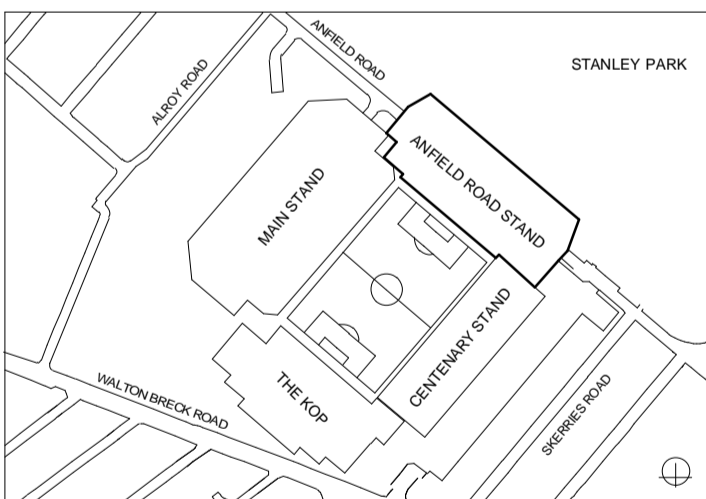 ANFIELD ROAD
STANLEY PARK
ALROY ROAD
ANFIELD ROAD STAND
MAIN STAND
CENTENARY STAND
THE KOP
WALTON BRECK ROAD
SKERRIES ROAD